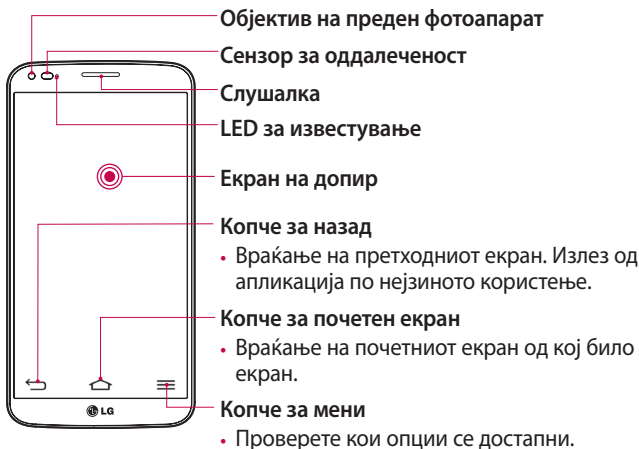 Објектив на преден фотоапарат
Сензор за оддалеченост
Слушалка
LED за известување
Екран на допир
Копче за назад
• Враќање на претходниот екран. Излез од
апликација по нејзиното користење.
Копче за почетен екран
• Враќање на почетниот екран од кој било
екран.
Копче за мени
• Проверете кои опции се достапни.
LG